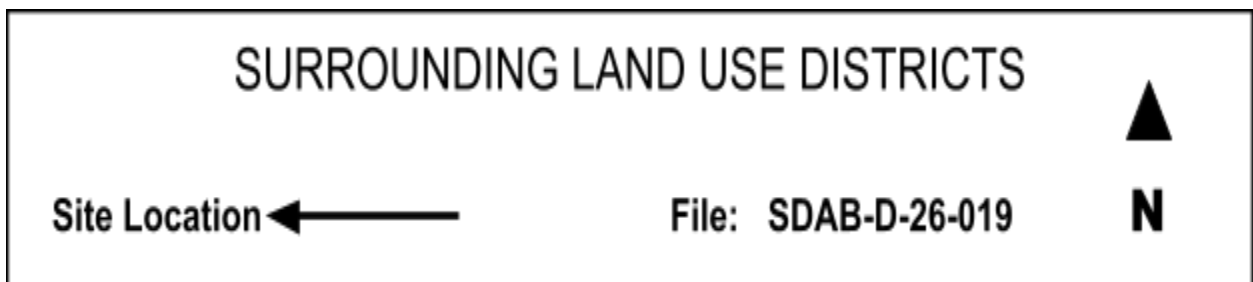 SURROUNDING LAND USE DISTRICTS
Site Location
File: SDAB-D-26-019
N